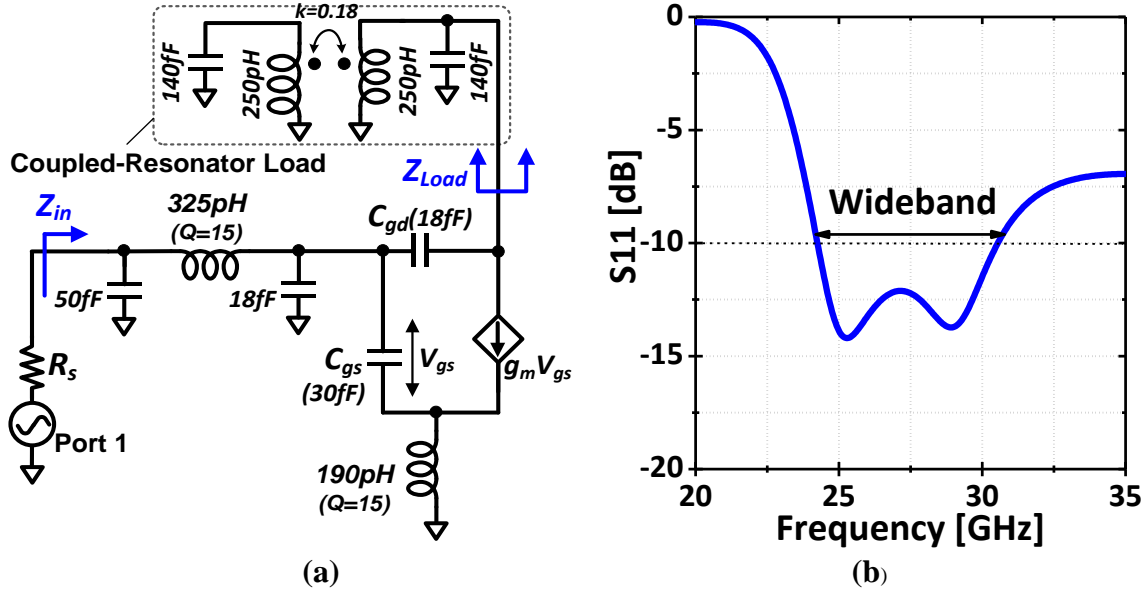 k=0.18
140fF
250pH
250pH
140fF
Coupled-Resonator Load
Z_Load
Z_in
325pH
(Q=15)
C_gd(18fF)
50fF
18fF
R_s
C_gs
(30fF)
V_gs
g_mV_gs
Port 1
190pH
(Q=15)
(a)
S11 [dB]
0
-5
-10
-15
-20
Wideband
20
25
30
35
Frequency [GHz]
(b)